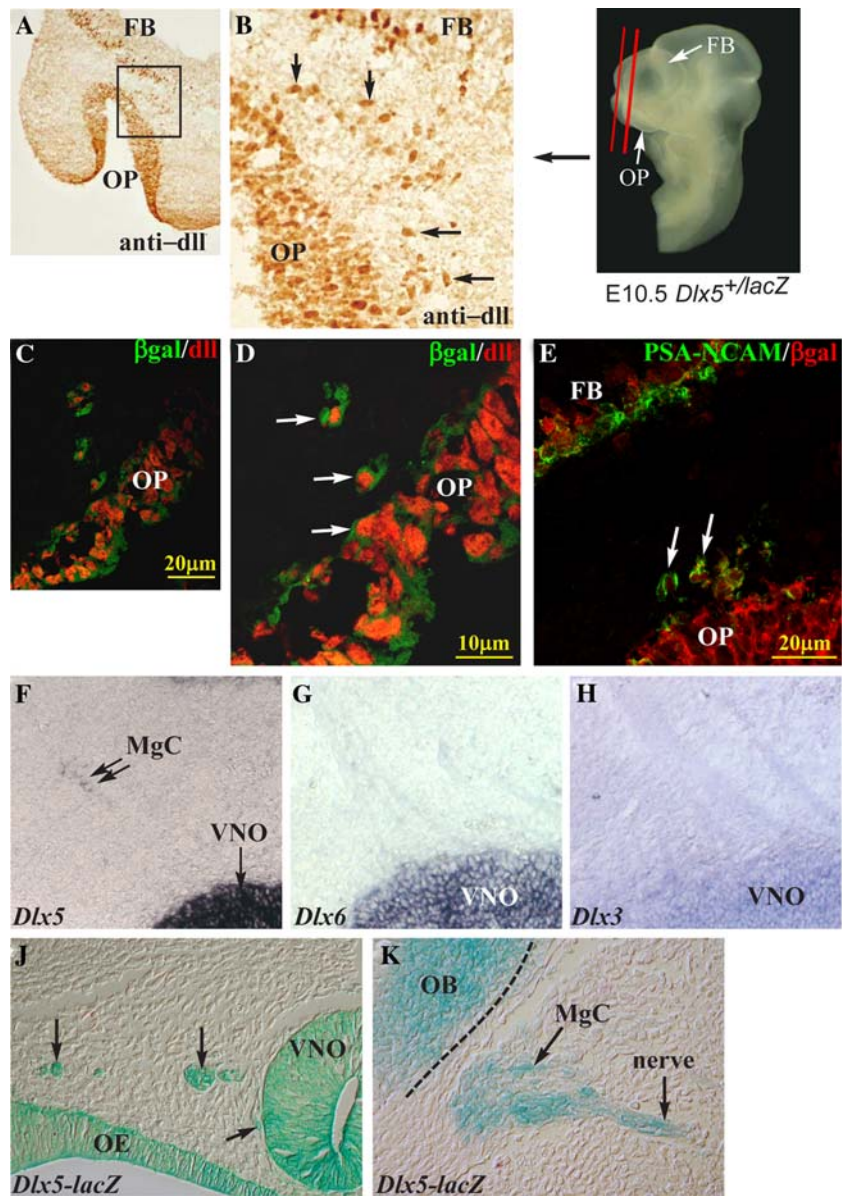 A
FB
OP
anti–dll
B
FB
OP
anti–dll
FB
OP
E10.5 Dlx5+/lacZ
C
βgal/dll
OP
20μm
D
βgal/dll
OP
10μm
E
PSA-NCAM/βgal
FB
OP
20μm
F
MgC
VNO
Dlx5
G
VNO
Dlx6
H
VNO
Dlx3
J
VNO
OE
Dlx5-lacZ
K
OB
MgC
nerve
Dlx5-lacZ